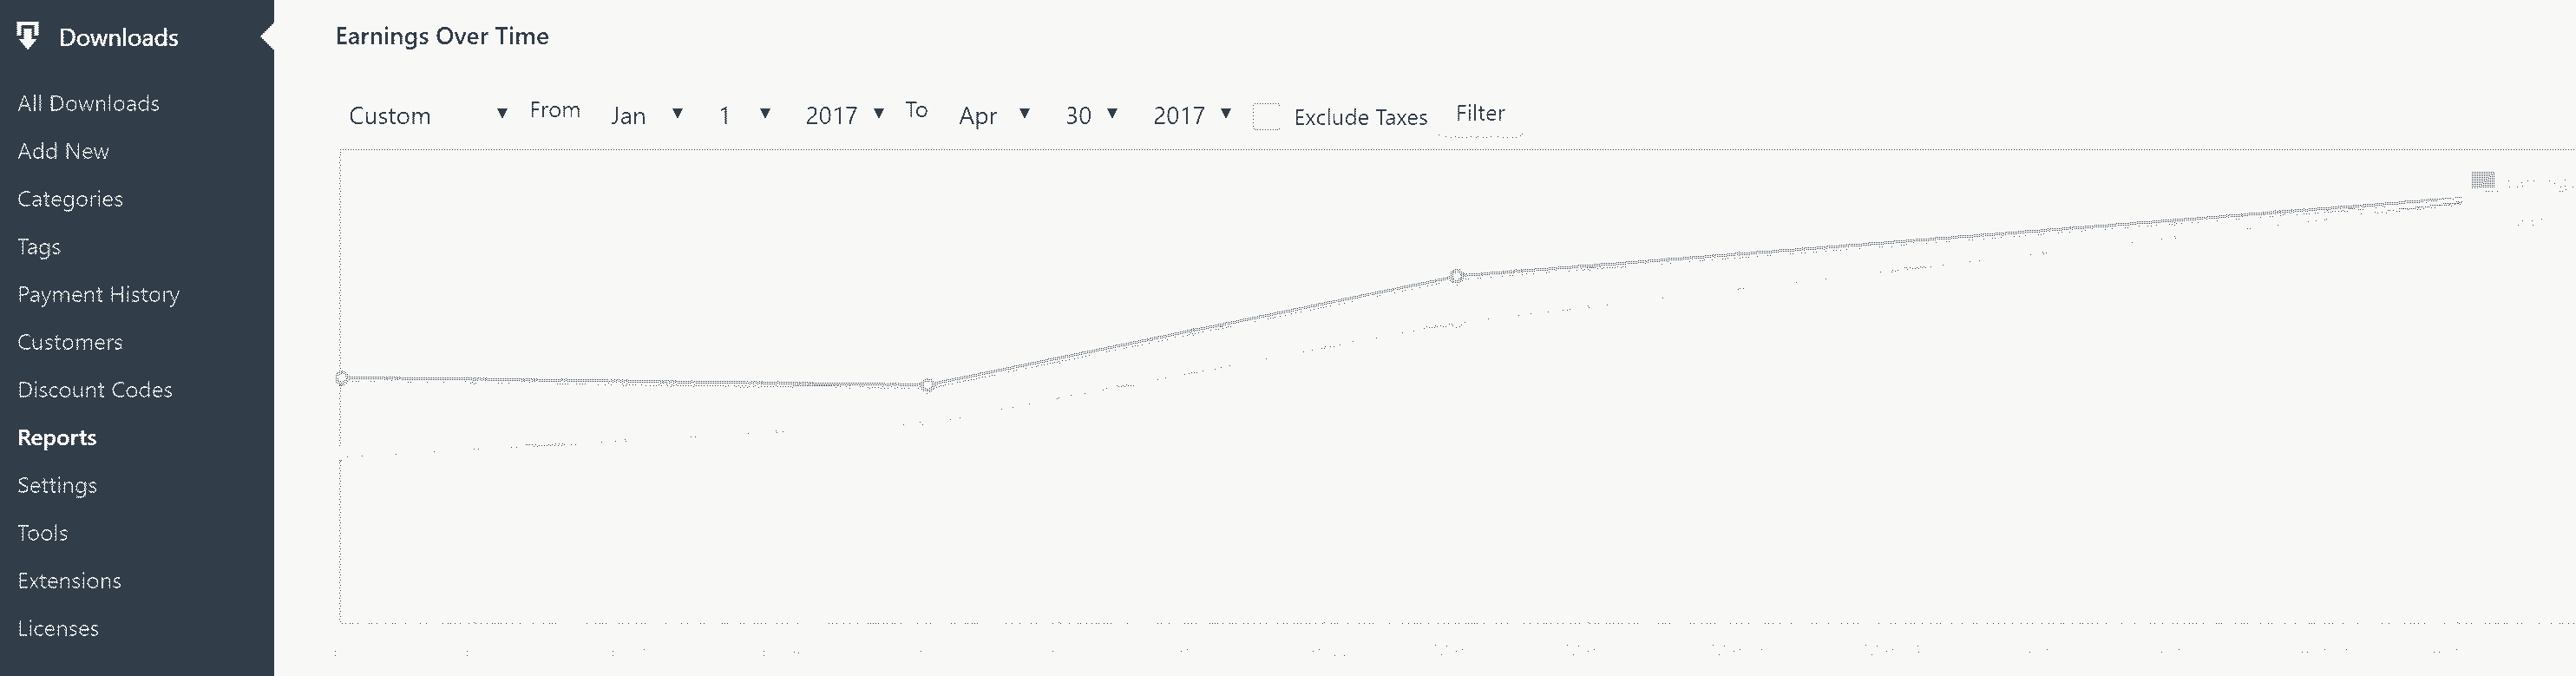 Downloads
All Downloads
Add New
Categories
Tags
Payment History
Customers
Discount Codes
Reports
Settings
Tools
Extensions
Licenses
Earnings Over Time
Custom ▼ From Jan ▼ 1 ▼ 2017 ▼ To Apr ▼ 30 ▼ 2017 ▼ Exclude Taxes Filter